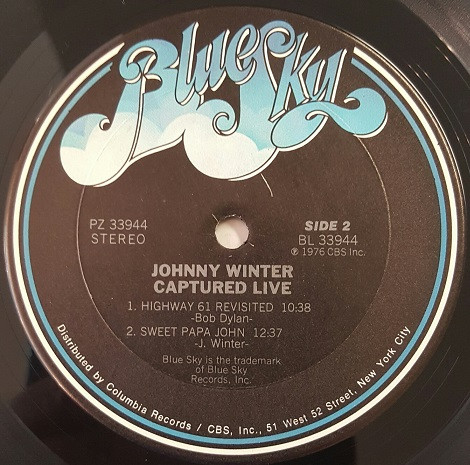 Blue Sky
PZ 33944
STEREO
SIDE 2
BL 33944
℗ 1976 CBS Inc.
JOHNNY WINTER
CAPTURED LIVE
1. HIGHWAY 61 REVISITED 10:38
-Bob Dylan-
2. SWEET PAPA JOHN 12:37
-J. Winter-
Blue Sky is the trademark
of Blue Sky
Records, Inc.
Distributed by Columbia Records / CBS, Inc., 51 West 52 Street, New York City